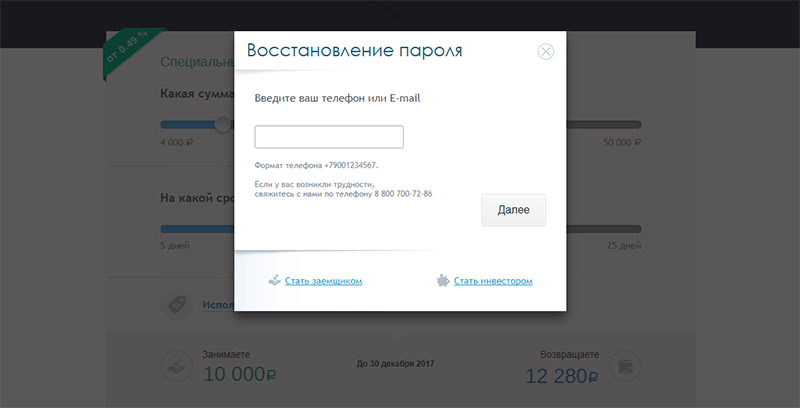 Восстановление пароля
от 0.49
Специальны
Введите ваш телефон или E-mail
Какая сумма
4 000 ₽
50 000 ₽
Формат телефона +79001234567.
Если у вас возникли трудности,
свяжитесь с нами по телефону 8 800 700-72-86
На какой сро
Далее
5 дней
25 дней
Стать заемщиком
Стать инвестором
Испол
Занимаете
До 30 декабря 2017
Возвращаете
10 000₽
12 280₽